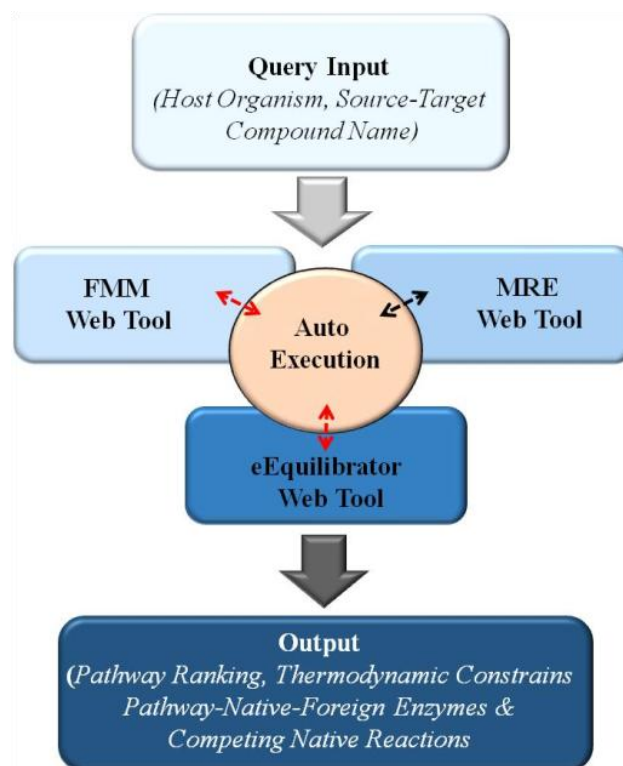 Query Input
(Host Organism, Source-Target
Compound Name)
FMM
Web Tool
MRE
Web Tool
Auto
Execution
eEquilibrator
Web Tool
Output
(Pathway Ranking, Thermodynamic Constrains
Pathway-Native-Foreign Enzymes &
Competing Native Reactions)